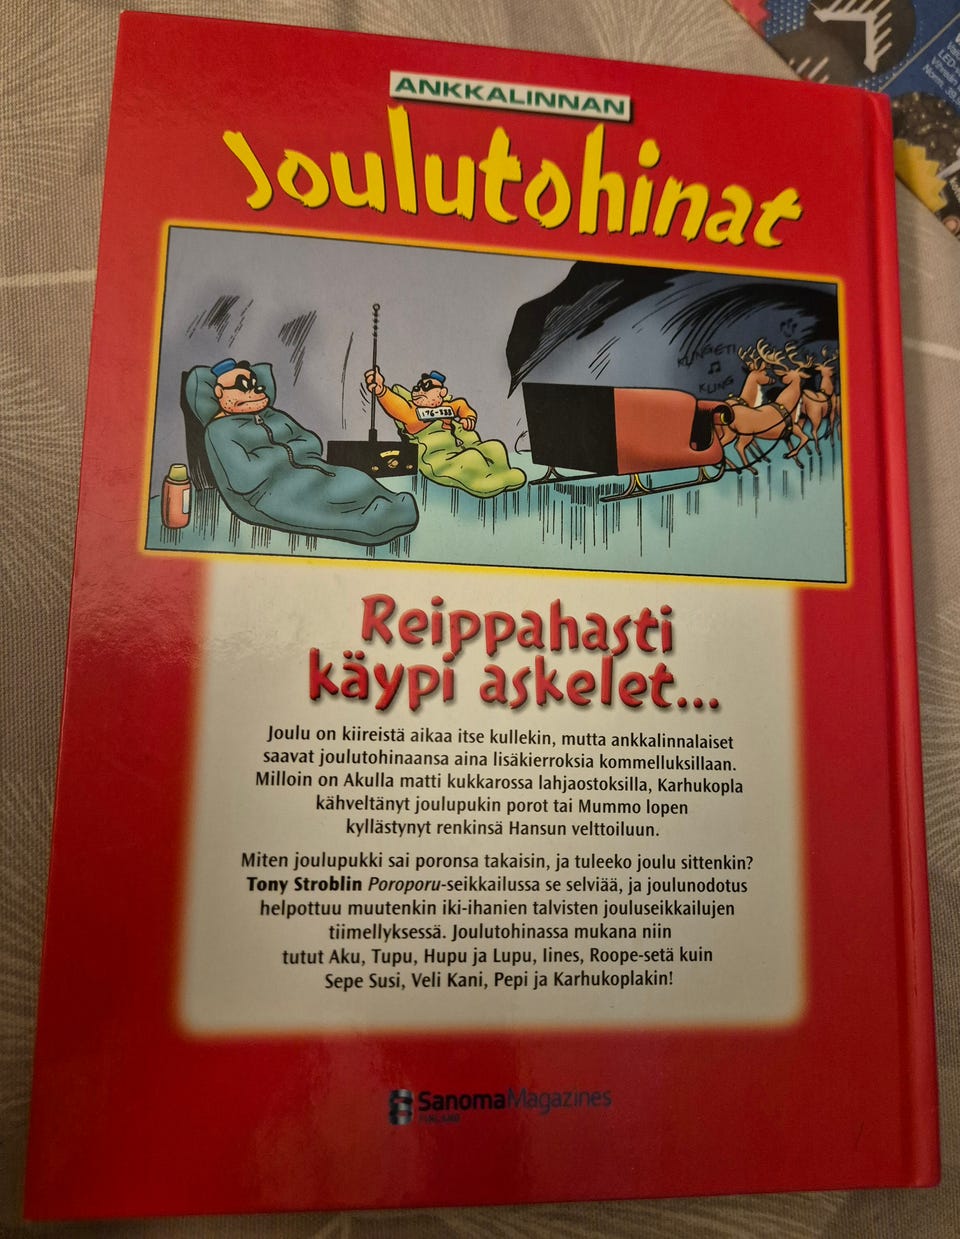 ANKKALINNAN
Joulutohinat
KLINGETI
KLING
176-333
Reippahasti
käypi askelet...
Joulu on kiireistä aikaa itse kullekin, mutta ankkalinnalaiset
saavat joulutohinaansa aina lisäkierroksia kommelluksillaan.
Milloin on Akulla matti kukkarossa lahjaostoksilla, Karhukopla
kähveltänyt joulupukin porot tai Mummo lopen
kyllästynyt renkinsä Hansun velttoiluun.
Miten joulupukki sai poronsa takaisin, ja tuleeko joulu sittenkin?
Tony Stroblin Poroporu-seikkailussa se selviää, ja joulunodotus
helpottuu muutenkin iki-ihanien talvisten jouluseikkailujen
tiimellyksessä. Joulutohinassa mukana niin
tutut Aku, Tupu, Hupu ja Lupu, Iines, Roope-setä kuin
Sepe Susi, Veli Kani, Pepi ja Karhukoplakin!
SanomaMagazines
FINLAND